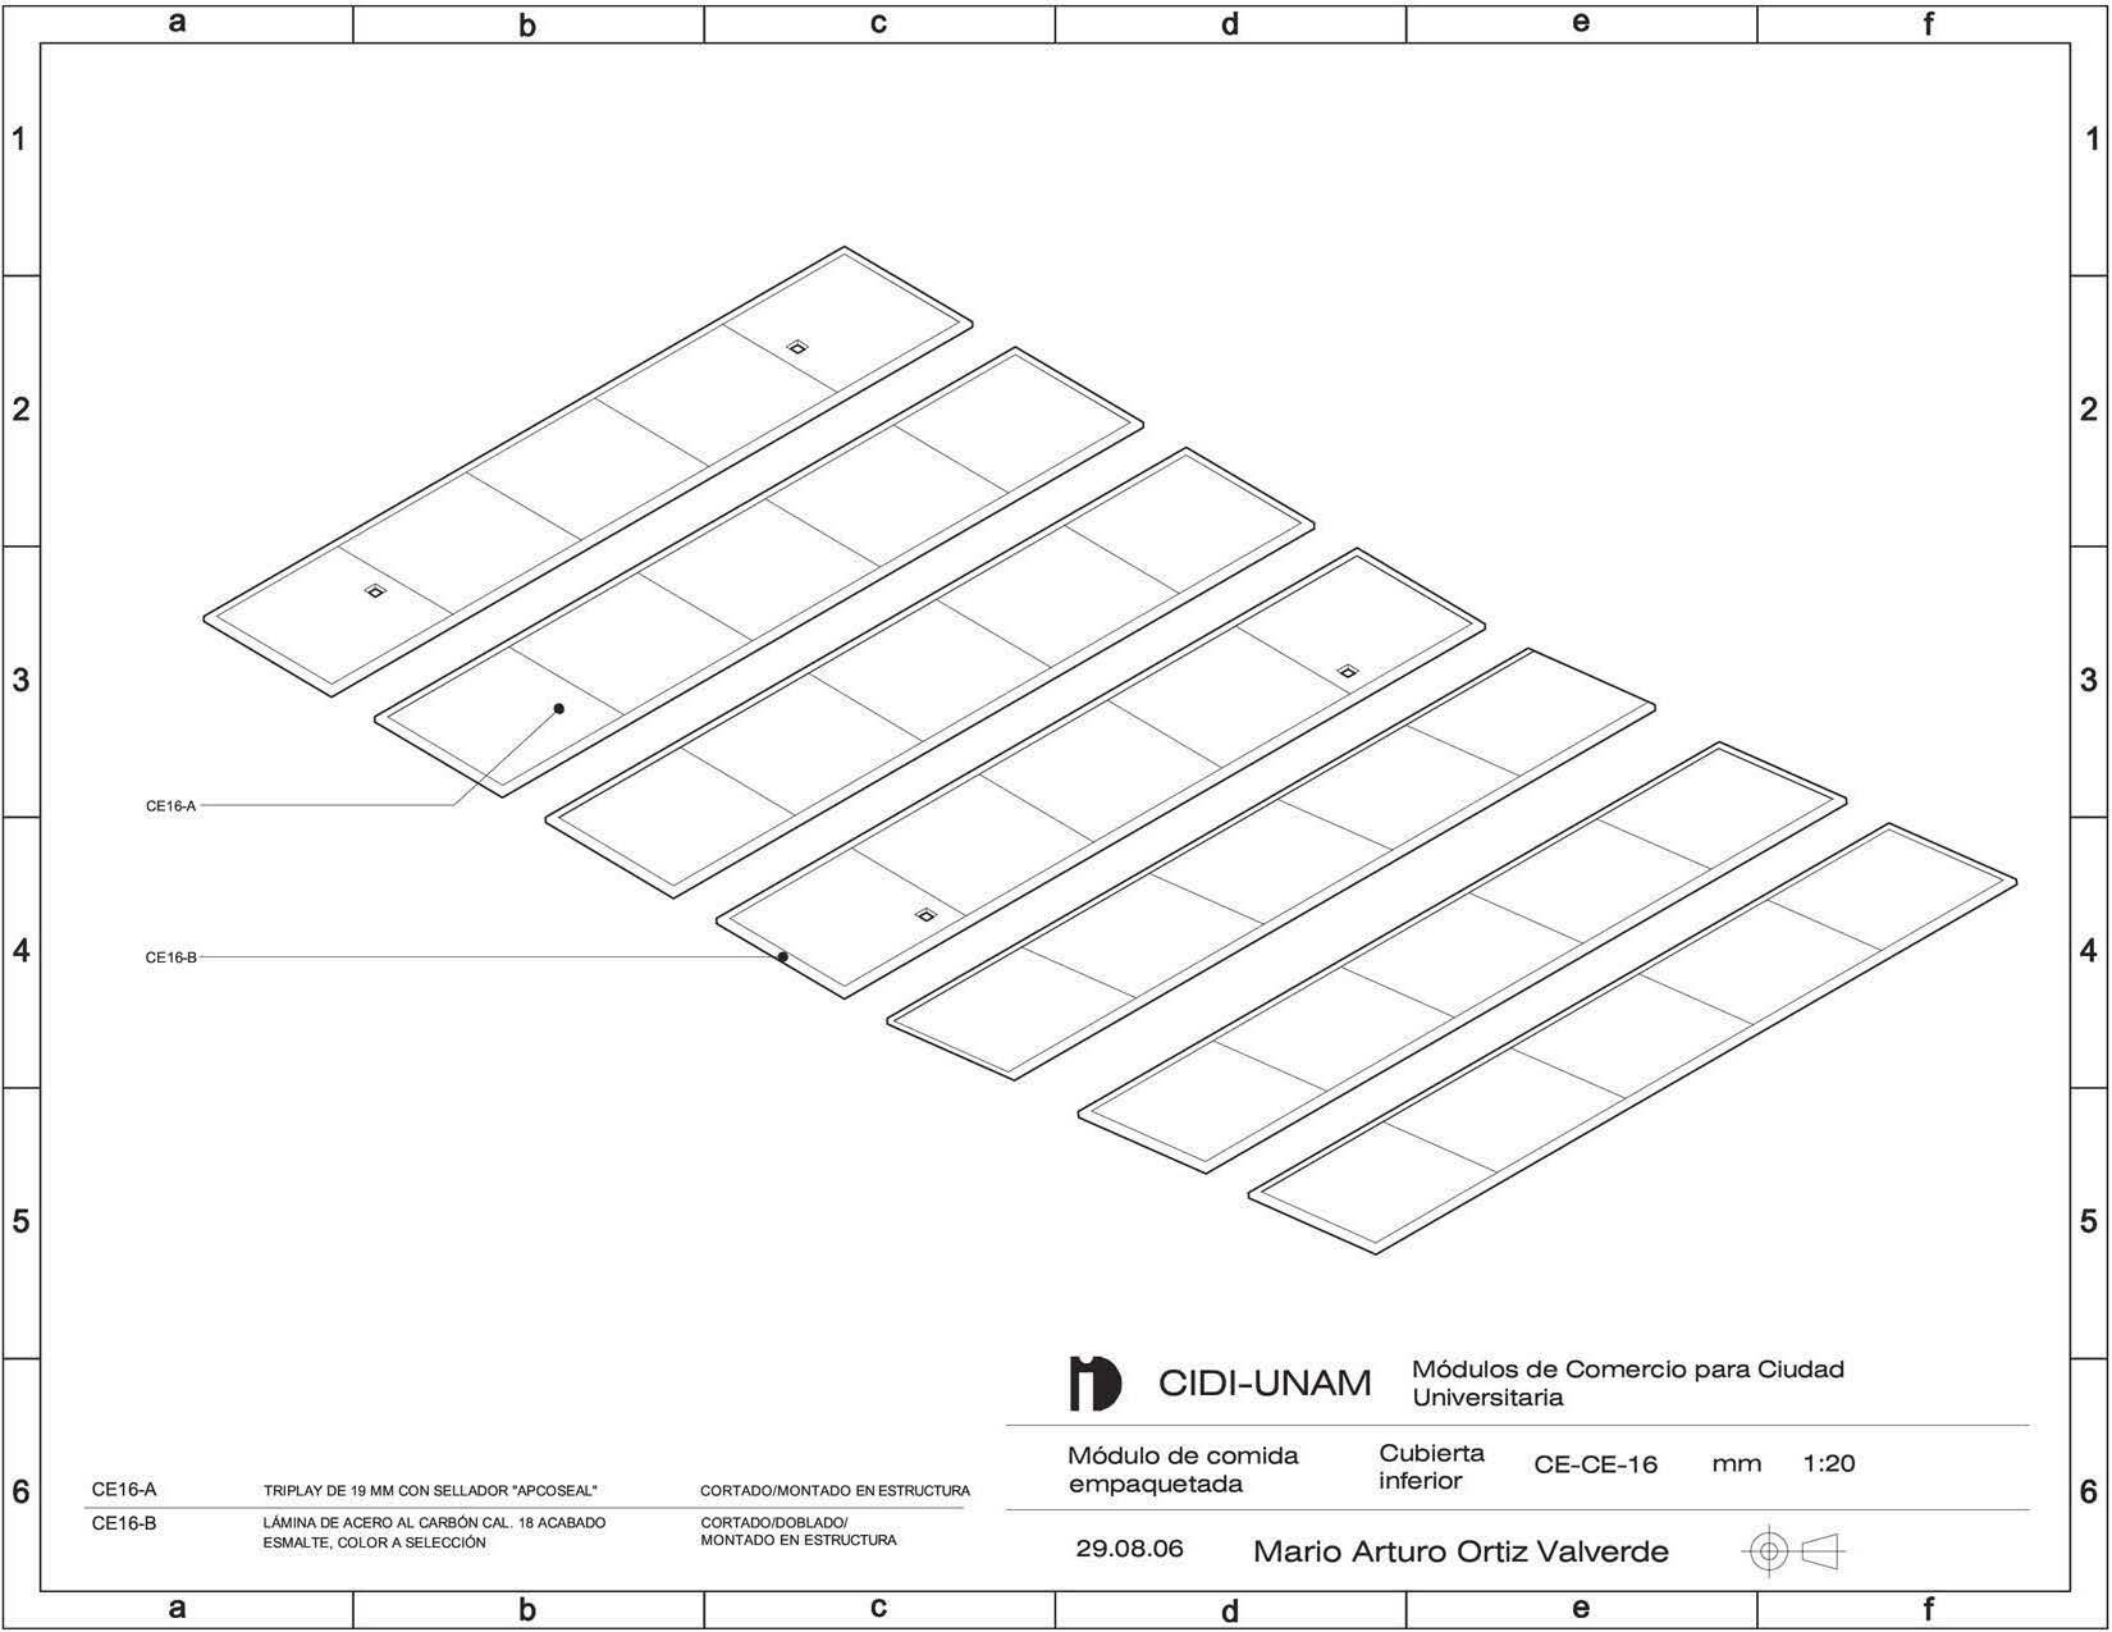 a b c d e f
1 1
2 2
3 3
CE16-A
CE16-B
4 4
5 5
CIDI-UNAM
Módulos de Comercio para Ciudad
Universitaria
Módulo de comida
empaquetada
Cubierta
inferior
CE-CE-16
mm
1:20
6 6
CE16-A TRIPLAY DE 19 MM CON SELLADOR "APCOSEAL" CORTADO/MONTADO EN ESTRUCTURA
CE16-B LÁMINA DE ACERO AL CARBÓN CAL. 18 ACABADO
ESMALTE, COLOR A SELECCIÓN
CORTADO/DOBLADO/
MONTADO EN ESTRUCTURA
29.08.06 Mario Arturo Ortiz Valverde
a b c d e f